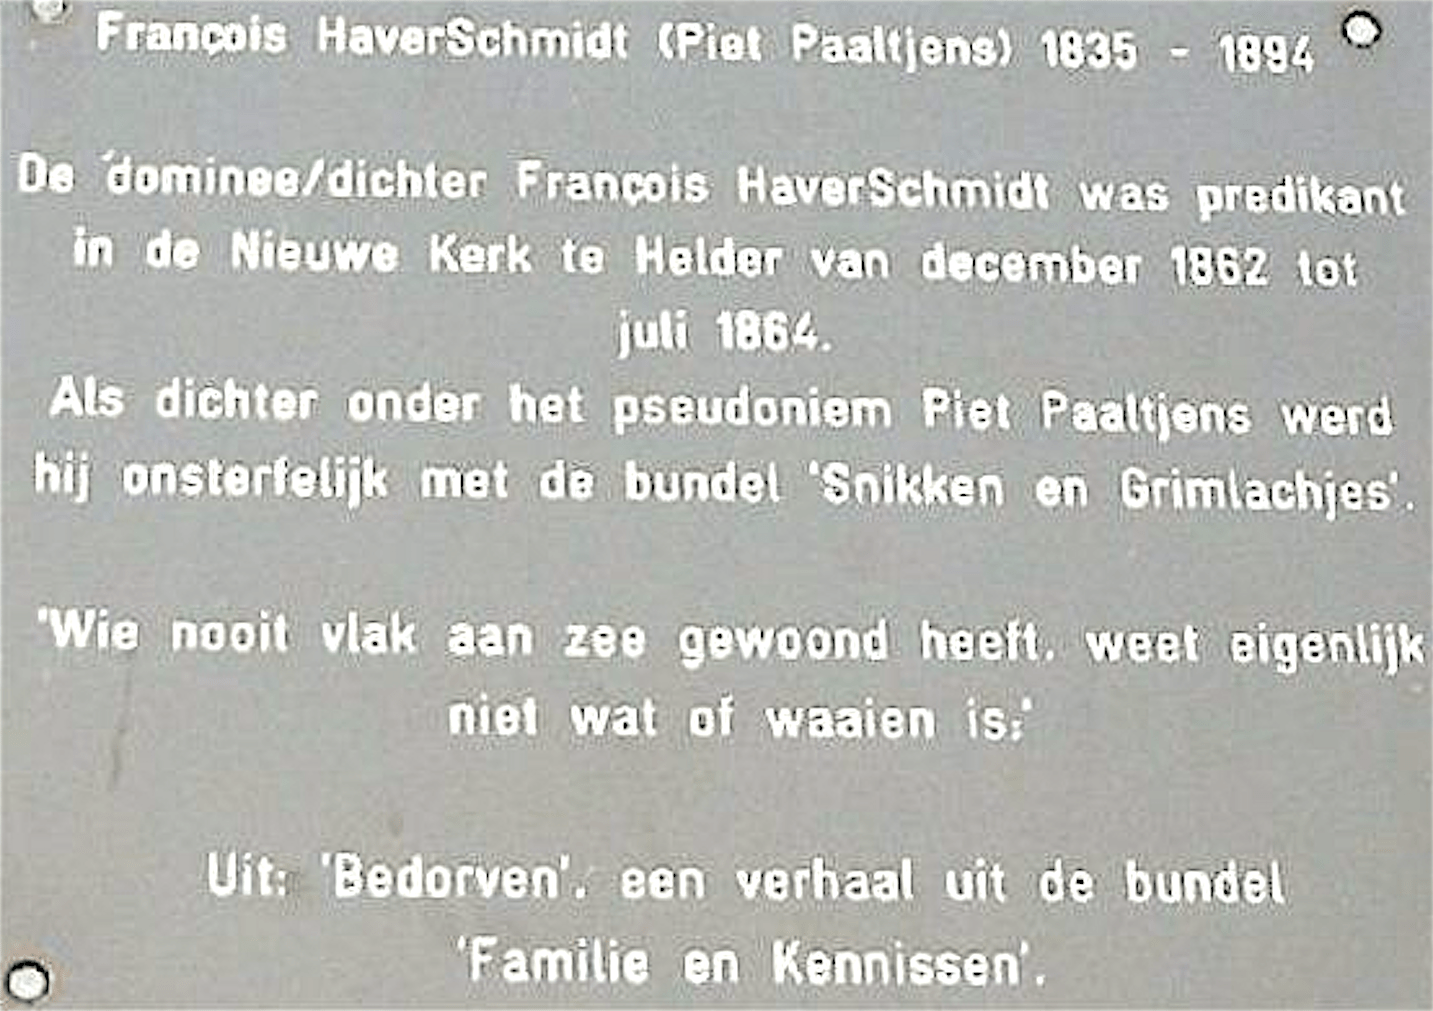 François HaverSchmidt (Piet Paaltjens) 1835 - 1894
De 'dominee/dichter François HaverSchmidt was predikant
in de Nieuwe Kerk te Helder van december 1862 tot
juli 1864.
Als dichter onder het pseudoniem Piet Paaltjens werd
hij onsterfelijk met de bundel 'Snikken en Grimlachjes'.
'Wie nooit vlak aan zee gewoond heeft, weet eigenlijk
niet wat of waaien is;'
Uit: 'Bedorven', een verhaal uit de bundel
'Familie en Kennissen'.